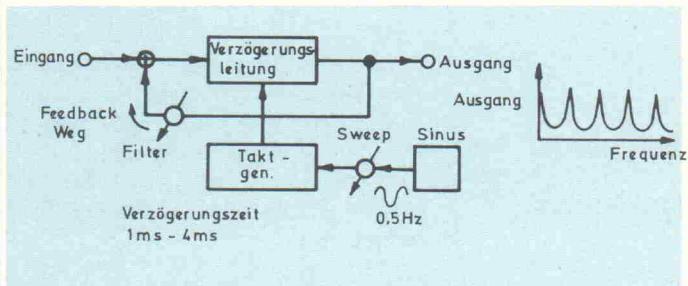 Eingang
Verzögerungs-
leitung
Ausgang
Feedback
Weg
Filter
Takt-
gen.
Sweep
Sinus
0,5Hz
Verzögerungszeit
1ms - 4ms
Ausgang
Frequenz